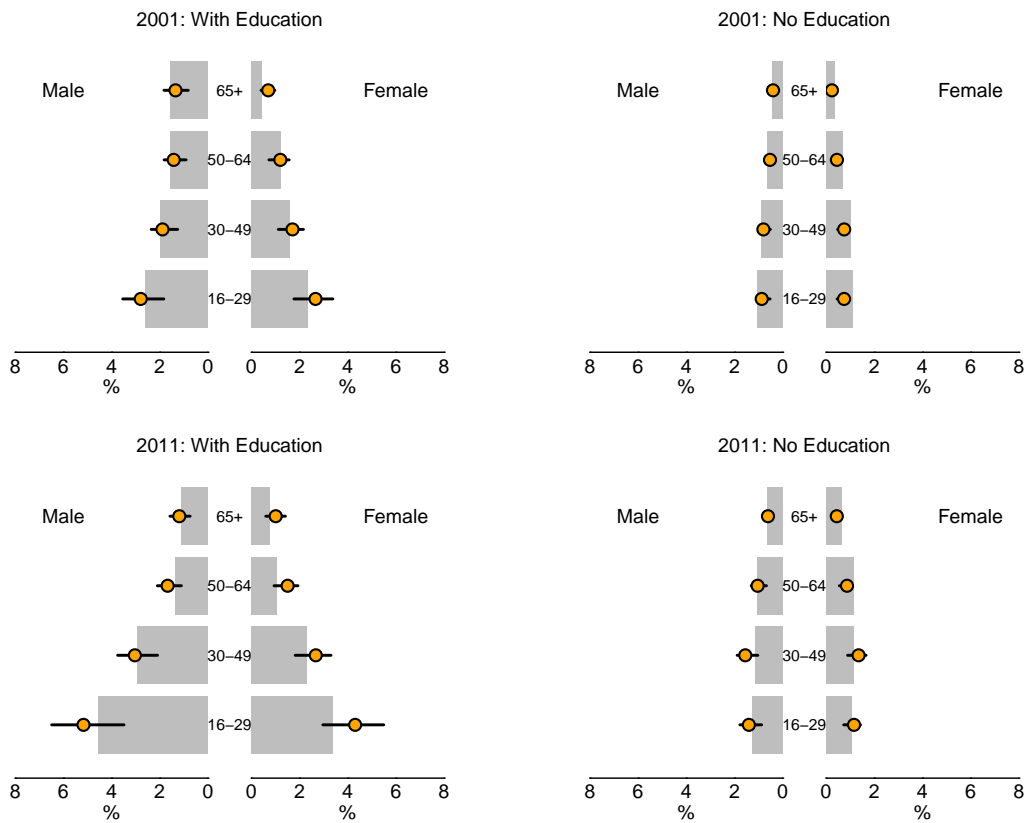 2001: With Education
Male 65+ Female
50–64
30–49
16–29
8 6 4 2 0 0 2 4 6 8
% %
2001: No Education
Male 65+ Female
50–64
30–49
16–29
8 6 4 2 0 0 2 4 6 8
% %
2011: With Education
Male 65+ Female
50–64
30–49
16–29
8 6 4 2 0 0 2 4 6 8
% %
2011: No Education
Male 65+ Female
50–64
30–49
16–29
8 6 4 2 0 0 2 4 6 8
% %